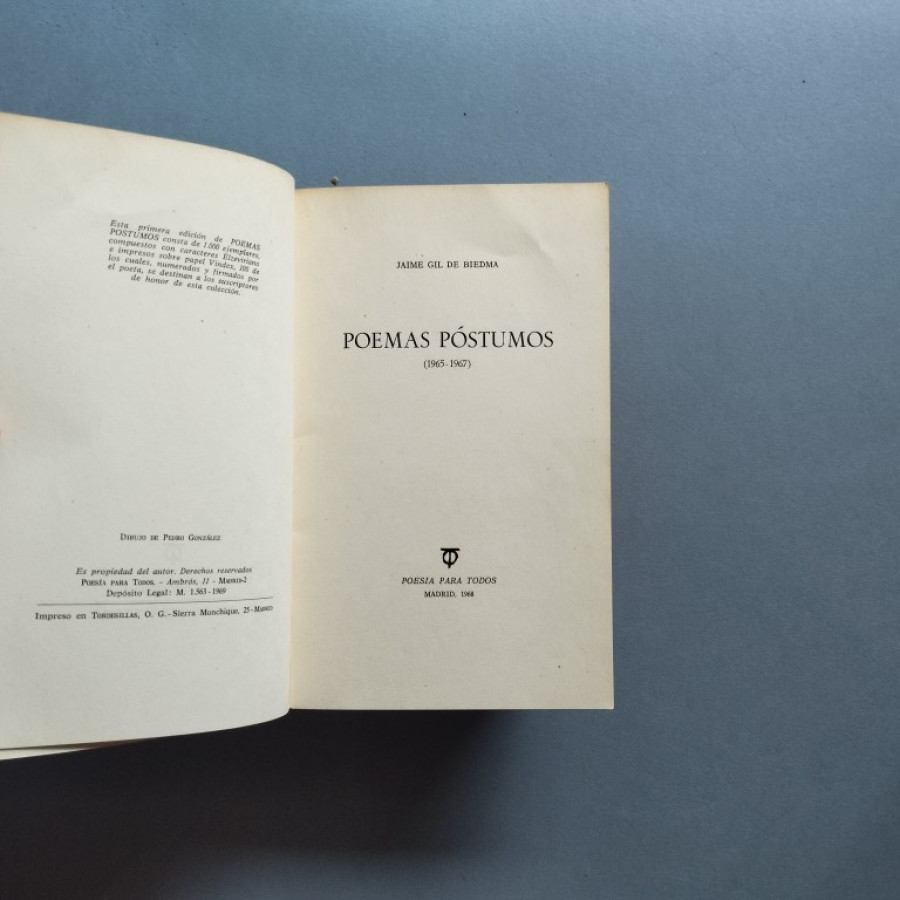 Esta primera edición de POEMAS
POSTUMOS consta de 1.000 ejemplares,
compuestos con caracteres Elzevirianos
e impresos sobre papel Vindex, 105 de
los cuales, numerados y firmados por
el poeta, se destinan a los suscriptores
de honor de esta colección.
DIBUJO DE PEDRO GONZÁLEZ
Es propiedad del autor. Derechos reservados
POESÍA PARA TODOS. - Ambrós, 11 - MADRID-2
Depósito Legal: M. 1.563-1969
Impreso en TORDESILLAS, O. G.-Sierra Monchique, 25-MADRID
JAIME GIL DE BIEDMA
POEMAS PÓSTUMOS
(1965-1967)
POESIA PARA TODOS
MADRID, 1968